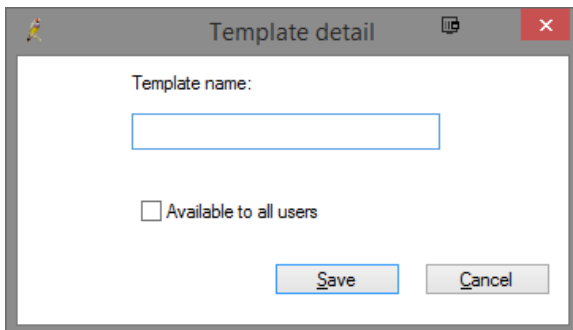 Template detail
Template name:
Available to all users
Save
Cancel